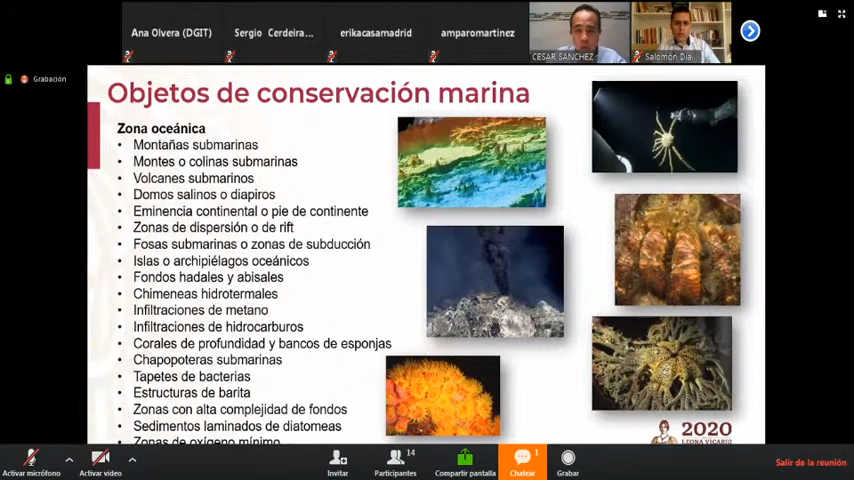 Ana Olvera (DGIT)
Sergio Cerdeira...
erikacasamadrid
amparomartinez
CESAR SANCHEZ
Salomón Dia...
Grabación
Objetos de conservación marina
Zona oceánica
• Montañas submarinas
• Montes o colinas submarinas
• Volcanes submarinos
• Domos salinos o diapiros
• Eminencia continental o pie de continente
• Zonas de dispersión o de rift
• Fosas submarinas o zonas de subducción
• Islas o archipiélagos oceánicos
• Fondos hadales y abisales
• Chimeneas hidrotermales
• Infiltraciones de metano
• Infiltraciones de hidrocarburos
• Corales de profundidad y bancos de esponjas
• Chapopoteras submarinas
• Tapetes de bacterias
• Estructuras de barita
• Zonas con alta complejidad de fondos
• Sedimentos laminados de diatomeas
• Zonas de oxígeno mínimo
2020
LEONA VICARIO
Activar micrófono
Activar video
Invitar
14
Participantes
Compartir pantalla
1
Chatear
Grabar
Salir de la reunión